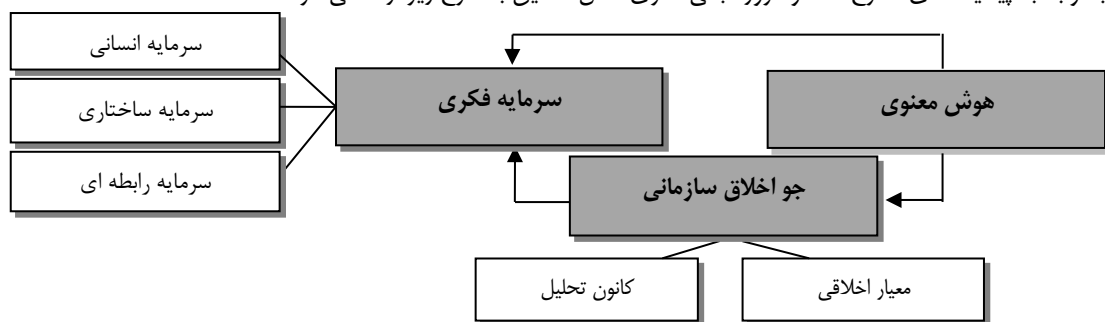 سرمایه انسانی
هوش معنوی
سرمایه فکری
سرمایه ساختاری
سرمایه رابطه ای
جو اخلاق سازمانی
معیار اخلاقی
کانون تحلیل